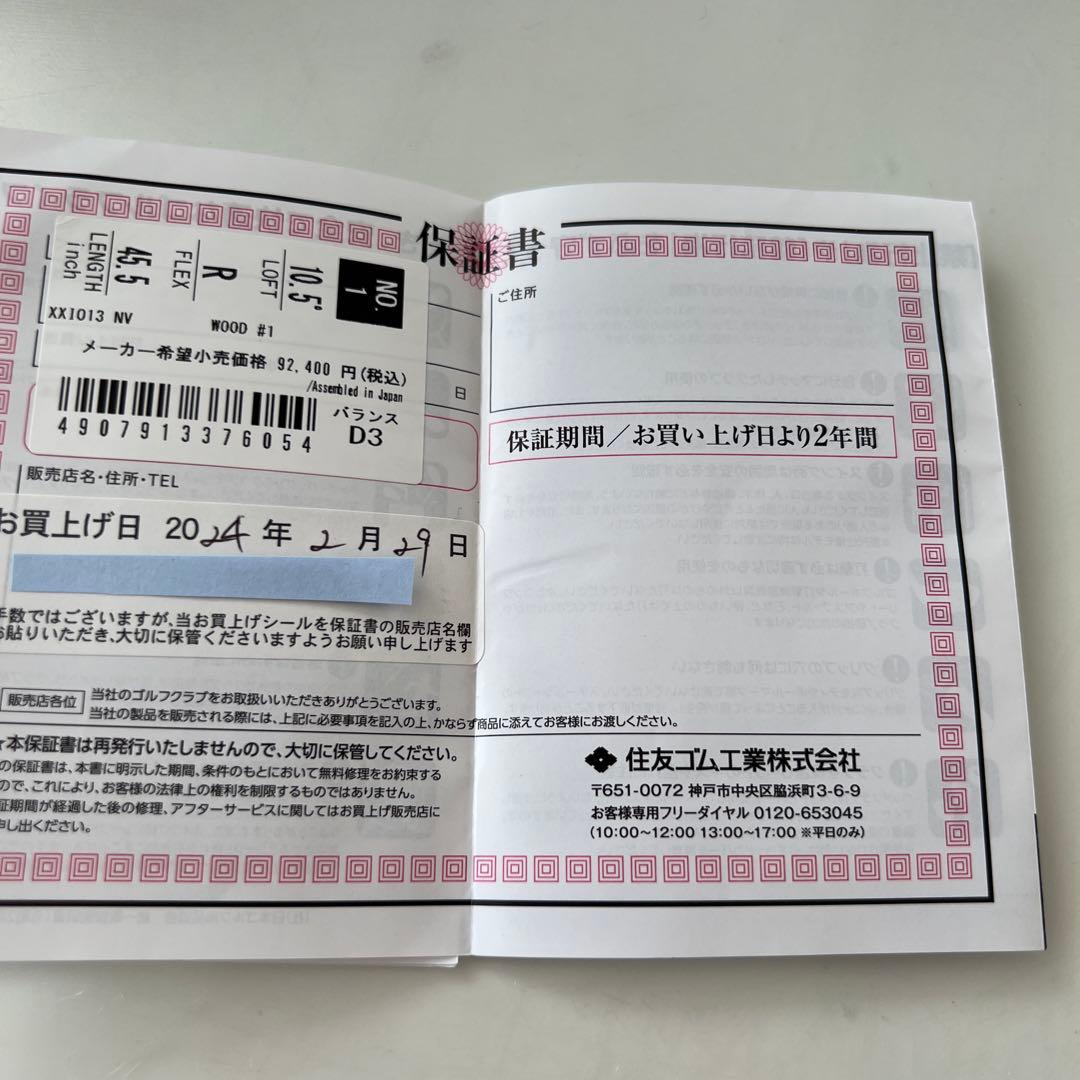 保証書
NO.
1
10.5°
LOFT
R
FLEX
45.5
LENGTH
inch
XXIO13 NV
WOOD #1
メーカー希望小売価格 92,400 円(税込)
/Assembled in Japan
4907913376054
バランス
D3
日
販売店名・住所・TEL
お買上げ日 2024 年 2 月 29 日
手数ではございますが、当お買上げシールを保証書の販売店名欄
お貼りいただき、大切に保管くださいますようお願い申し上げます
販売店各位
当社のゴルフクラブをお取扱いいただきありがとうございます。
当社の製品を販売される際には、上記に必要事項を記入の上、かならず商品に添えてお客様にお渡しください。
本保証書は再発行いたしませんので、大切に保管してください。
の保証書は、本書に明示した期間、条件のもとにおいて無料修理をお約束する
ので、これにより、お客様の法律上の権利を制限するものではありません。
証期間が経過した後の修理、アフターサービスに関してはお買上げ販売店に
申し出ください。
ご住所
保証期間／お買い上げ日より2年間
住友ゴム工業株式会社
〒651-0072 神戸市中央区脇浜町3-6-9
お客様専用フリーダイヤル 0120-653045
(10:00〜12:00 13:00〜17:00 ※平日のみ)